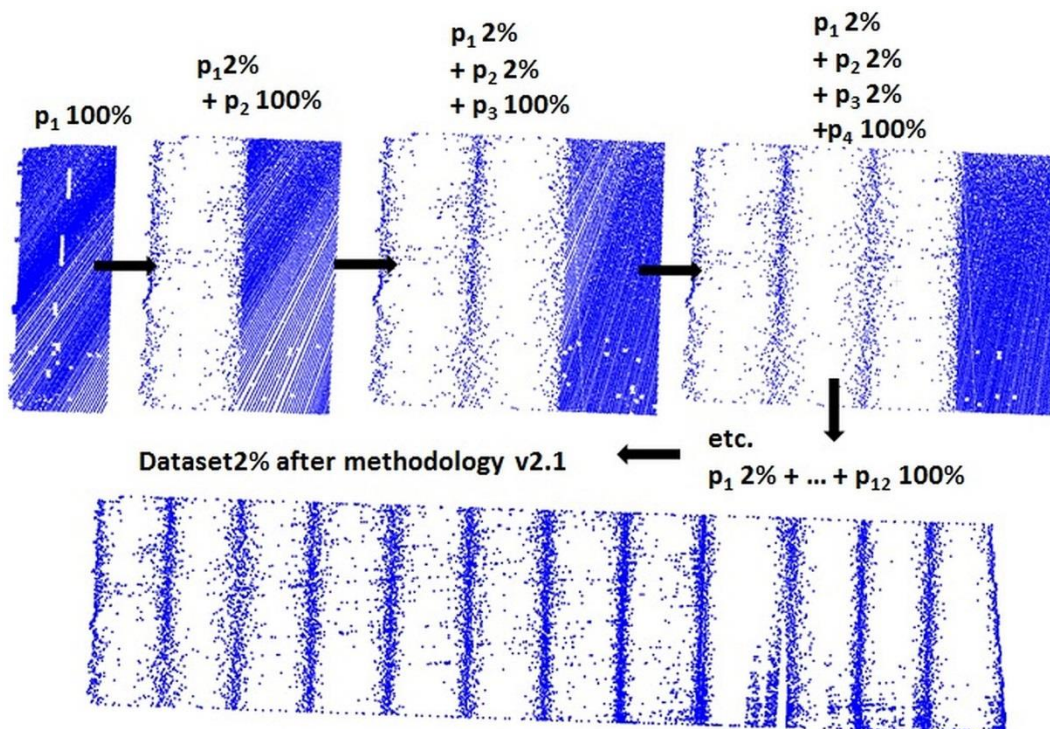 p₁ 100%
p₁2%
+ p₂ 100%
p₁ 2%
+ p₂ 2%
+ p₃ 100%
p₁ 2%
+ p₂ 2%
+ p₃ 2%
+p₄ 100%
etc.
p₁ 2% + ... + p₁₂ 100%
Dataset2% after methodology v2.1